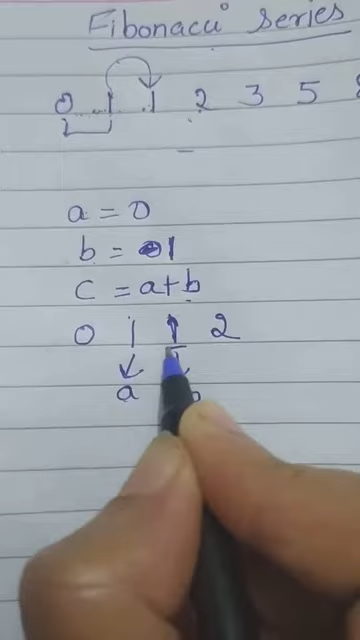 Fibonacci Series
0 1 1 2 3 5
a = 0
b = 1
c = a+b
0 1 1 2
a b